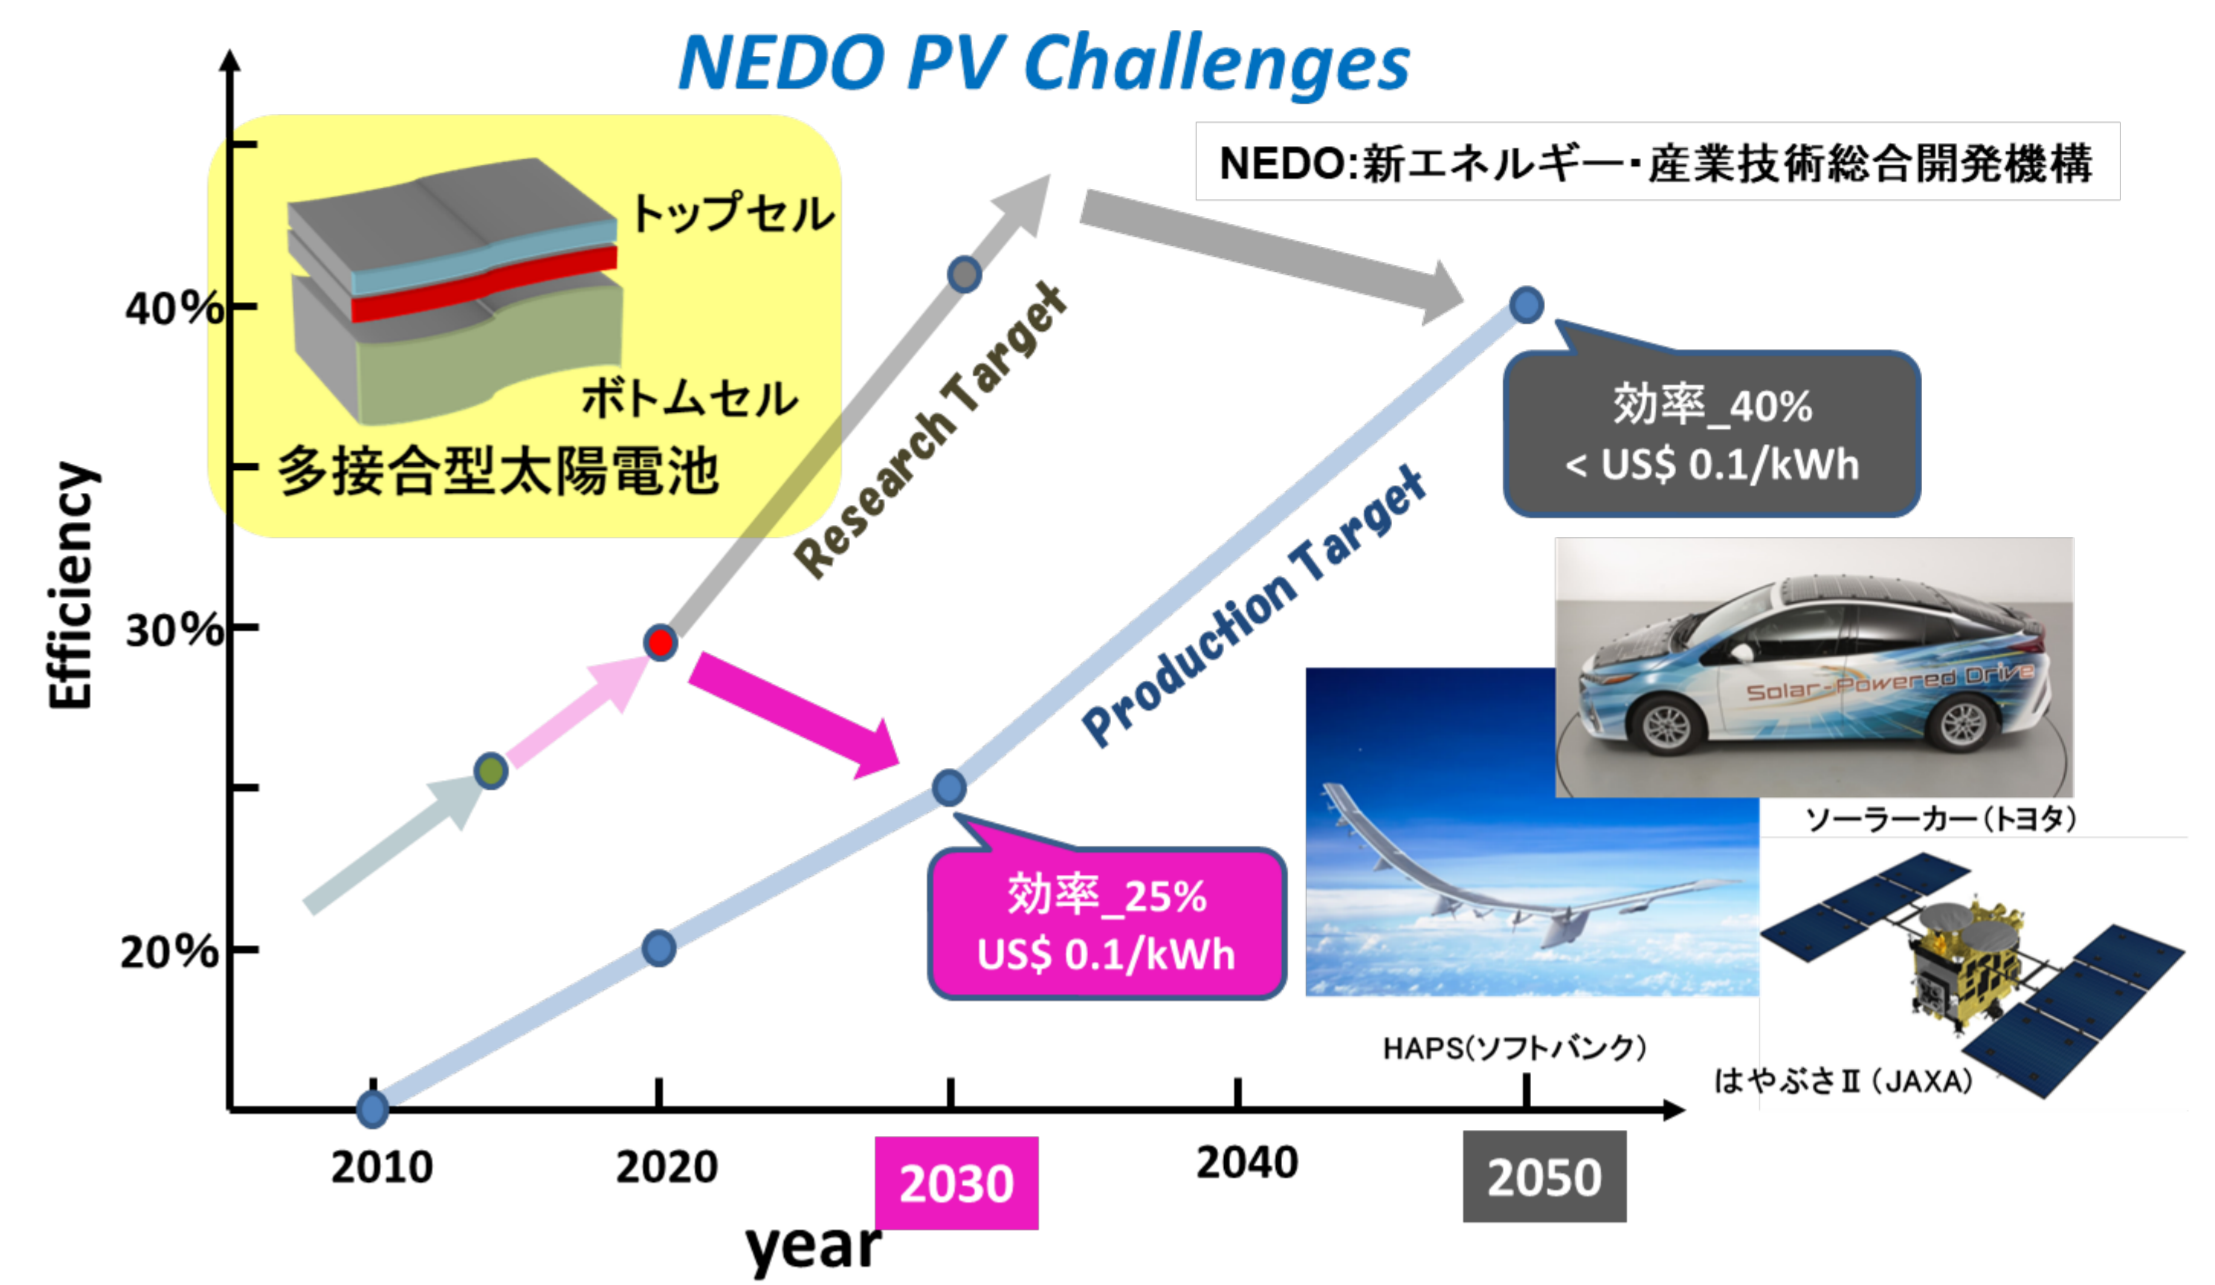 NEDO PV Challenges
NEDO:新エネルギー・産業技術総合開発機構
トップセル
ボトムセル
多接合型太陽電池
Efficiency
40%
30%
20%
Research Target
Production Target
効率_40%
< US$ 0.1/kWh
効率_25%
US$ 0.1/kWh
Solar-Powered Drive
ソーラーカー(トヨタ)
HAPS(ソフトバンク)
はやぶさⅡ(JAXA)
2010
2020
2030
2040
2050
year